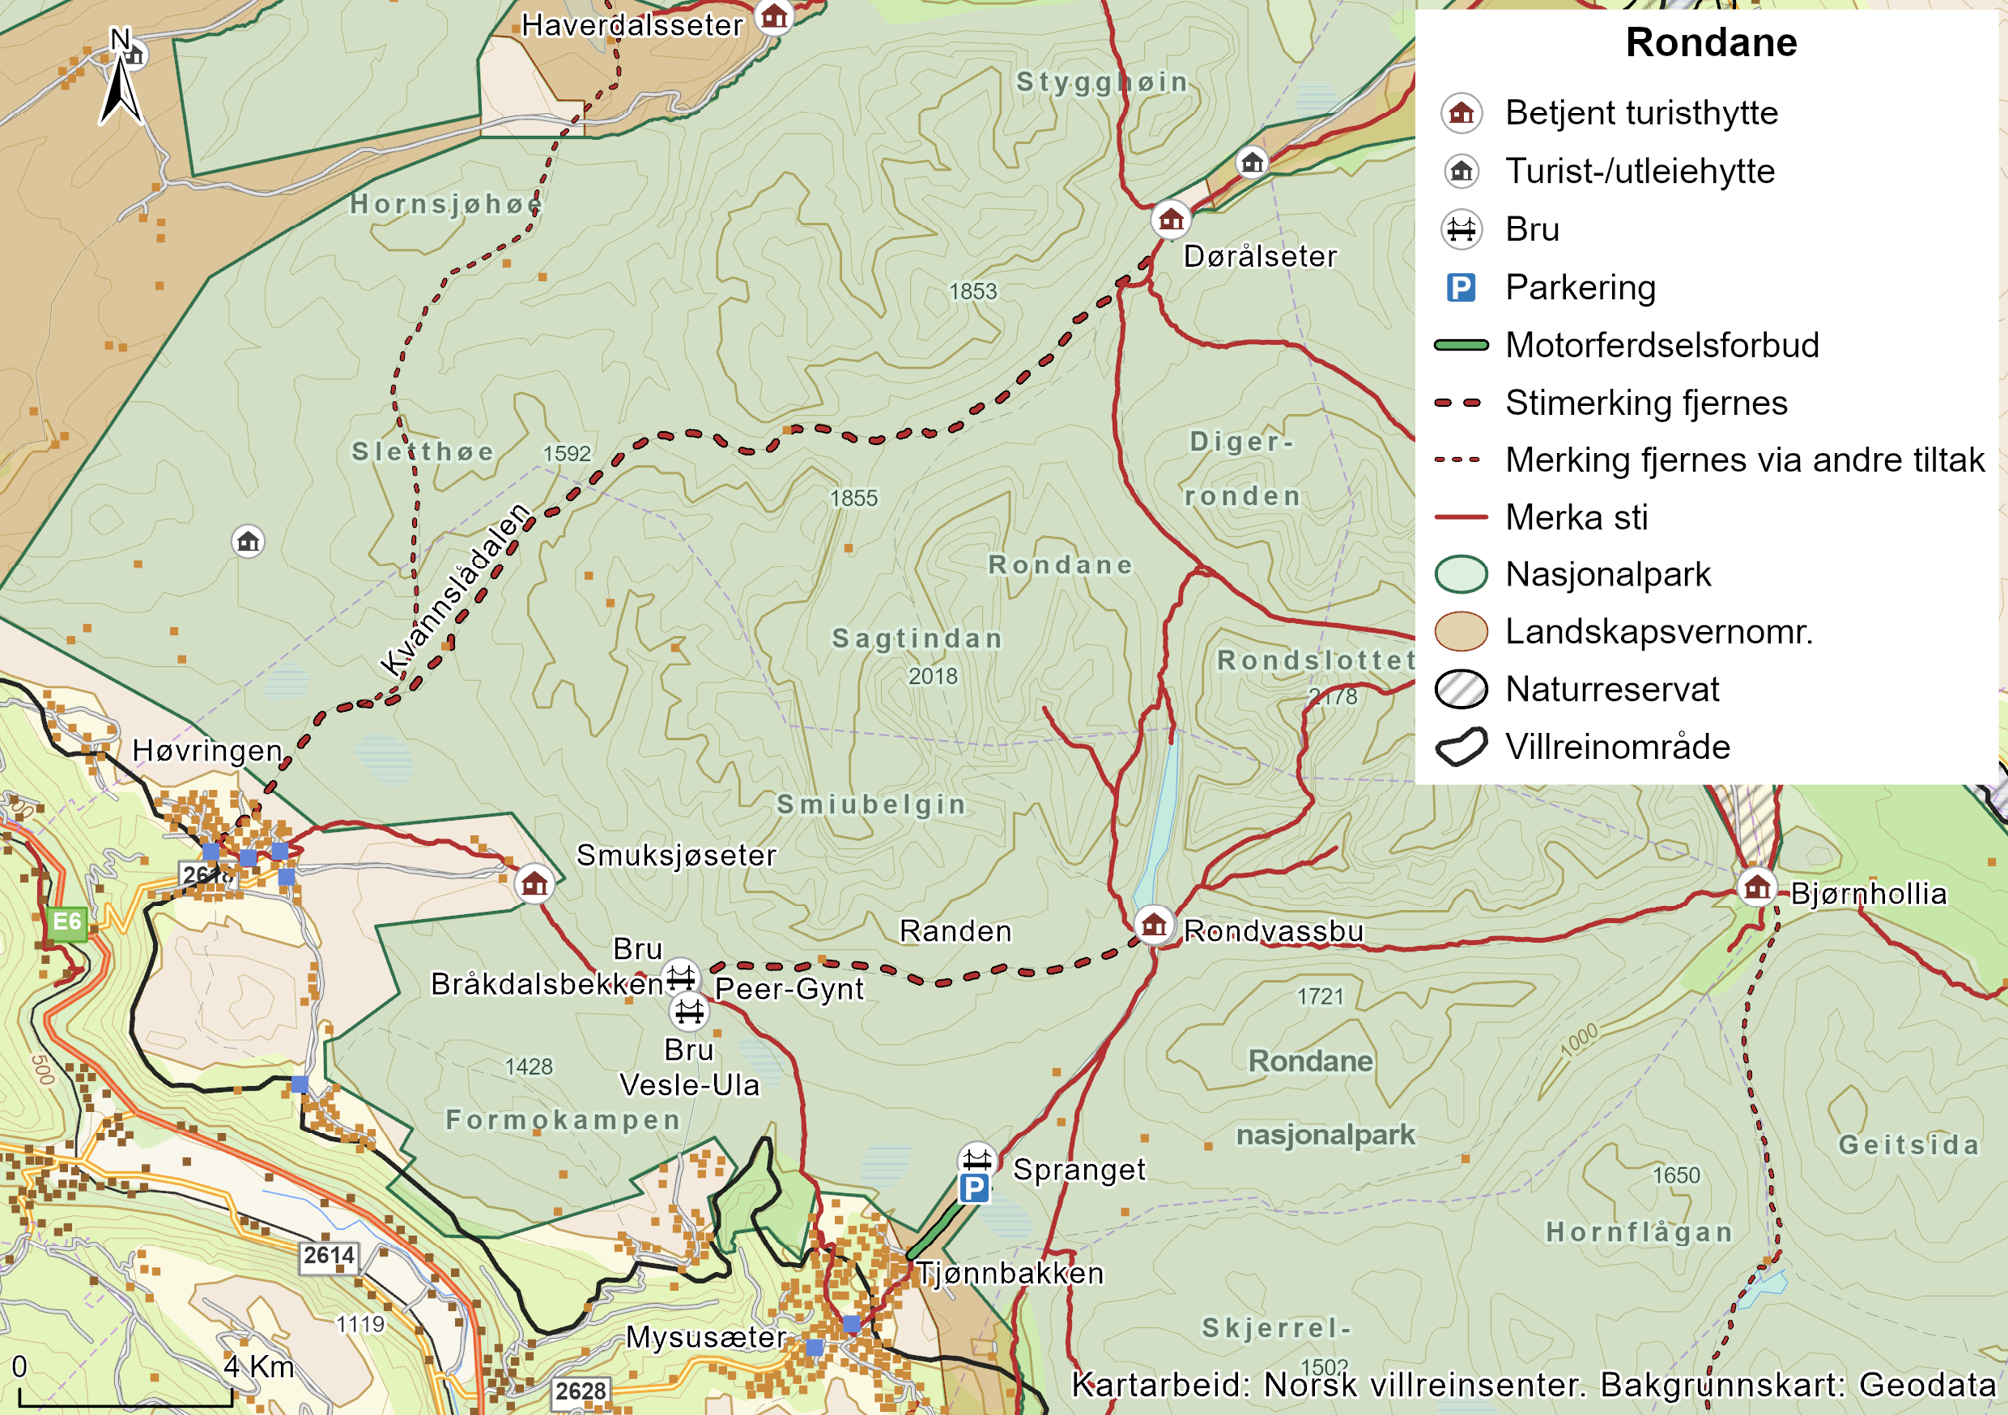 Haverdalsseter
N
Rondane
Stygghøin
Betjent turisthytte
Turist-/utleiehytte
Hornsjøhøe
Bru
Dørålseter
Parkering
1853
Motorferdselsforbud
Stimerking fjernes
Diger-
ronden
Sletthøe
1592
Merking fjernes via andre tiltak
1855
Merka sti
Kvannslådalen
Rondane
Nasjonalpark
Sagtindan
2018
Landskapsvernomr.
Rondslottet
2178
Naturreservat
Høvringen
Villreinområde
Smiubelgin
Smuksjøseter
2618
Bjørnhollia
E6
Randen
Rondvassbu
Bru
Bråkdalsbekken
Peer-Gynt
1721
1000
Bru
Vesle-Ula
500
1428
Rondane
nasjonalpark
Formokampen
Geitsida
P
Spranget
1650
Hornflågan
2614
Tjønnbakken
1119
Mysusæter
Skjerrel-
1502
0
4 Km
2628
Kartarbeid: Norsk villreinsenter. Bakgrunnskart: Geodata